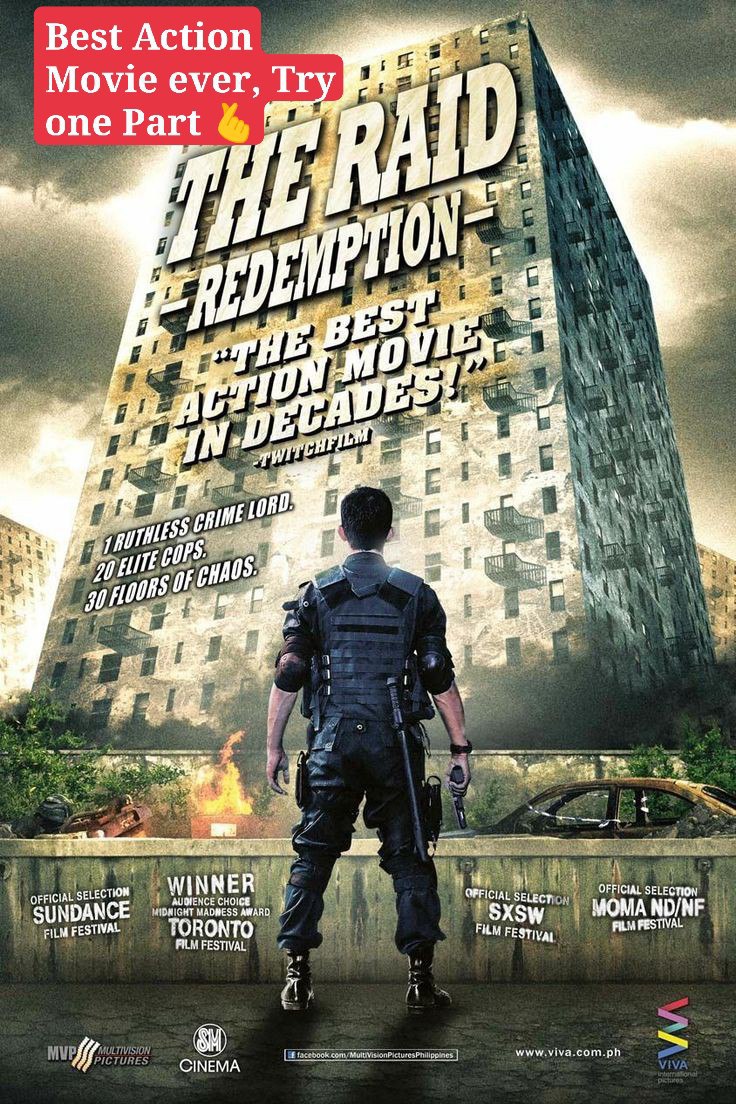 Best Action
Movie ever, Try
one Part 🫰
THE RAID
-REDEMPTION-
"THE BEST
ACTION MOVIE
IN DECADES!"
-TWITCHFILM
1 RUTHLESS CRIME LORD.
20 ELITE COPS.
30 FLOORS OF CHAOS.
OFFICIAL SELECTION
SUNDANCE
FILM FESTIVAL
WINNER
AUDIENCE CHOICE
MIDNIGHT MADNESS AWARD
TORONTO
FILM FESTIVAL
OFFICIAL SELECTION
SXSW
FILM FESTIVAL
OFFICIAL SELECTION
MOMA ND/NF
FILM FESTIVAL
MVP MULTIVISION
PICTURES
SM
CINEMA
f facebook.com/MultiVisionPicturesPhilippines
www.viva.com.ph
VIVA
VIVA
international
pictures